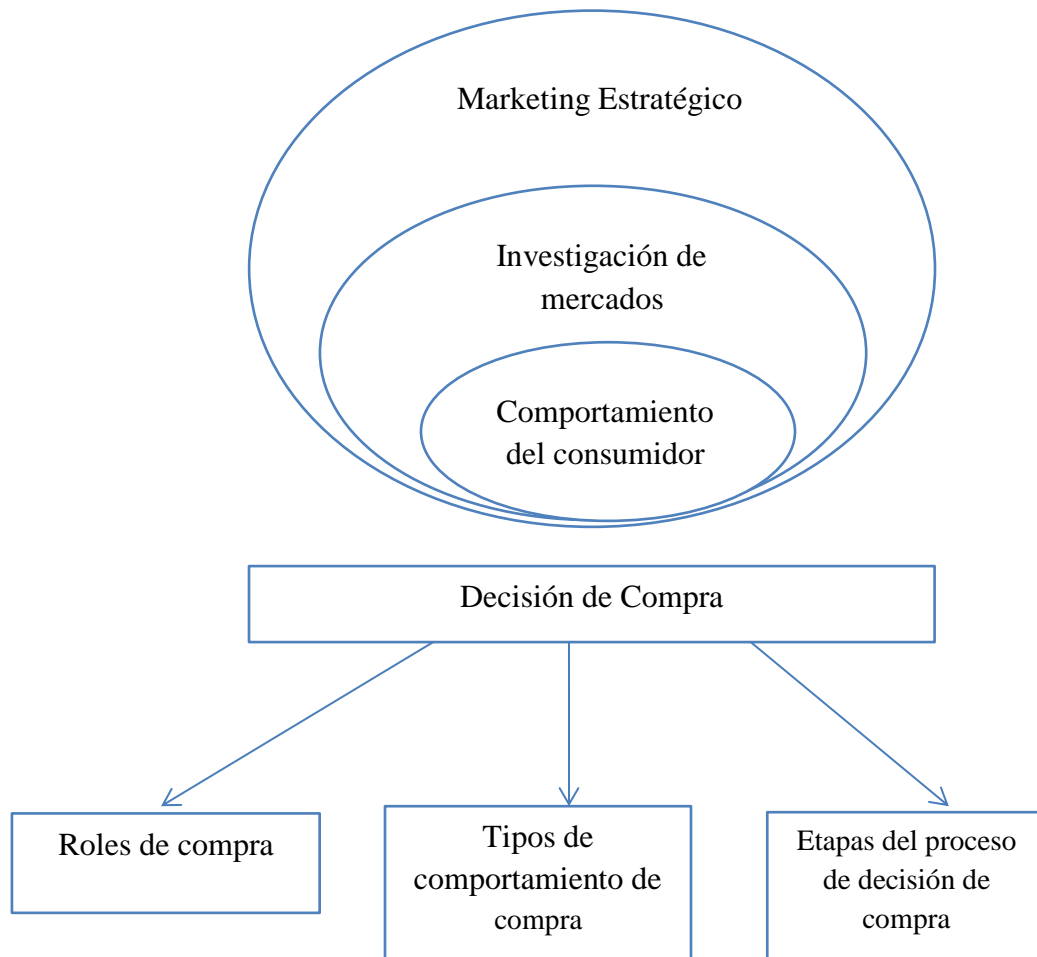 Marketing Estratégico
Investigación de
mercados
Comportamiento
del consumidor
Decisión de Compra
Roles de compra
Tipos de
comportamiento de
compra
Etapas del proceso
de decisión de
compra